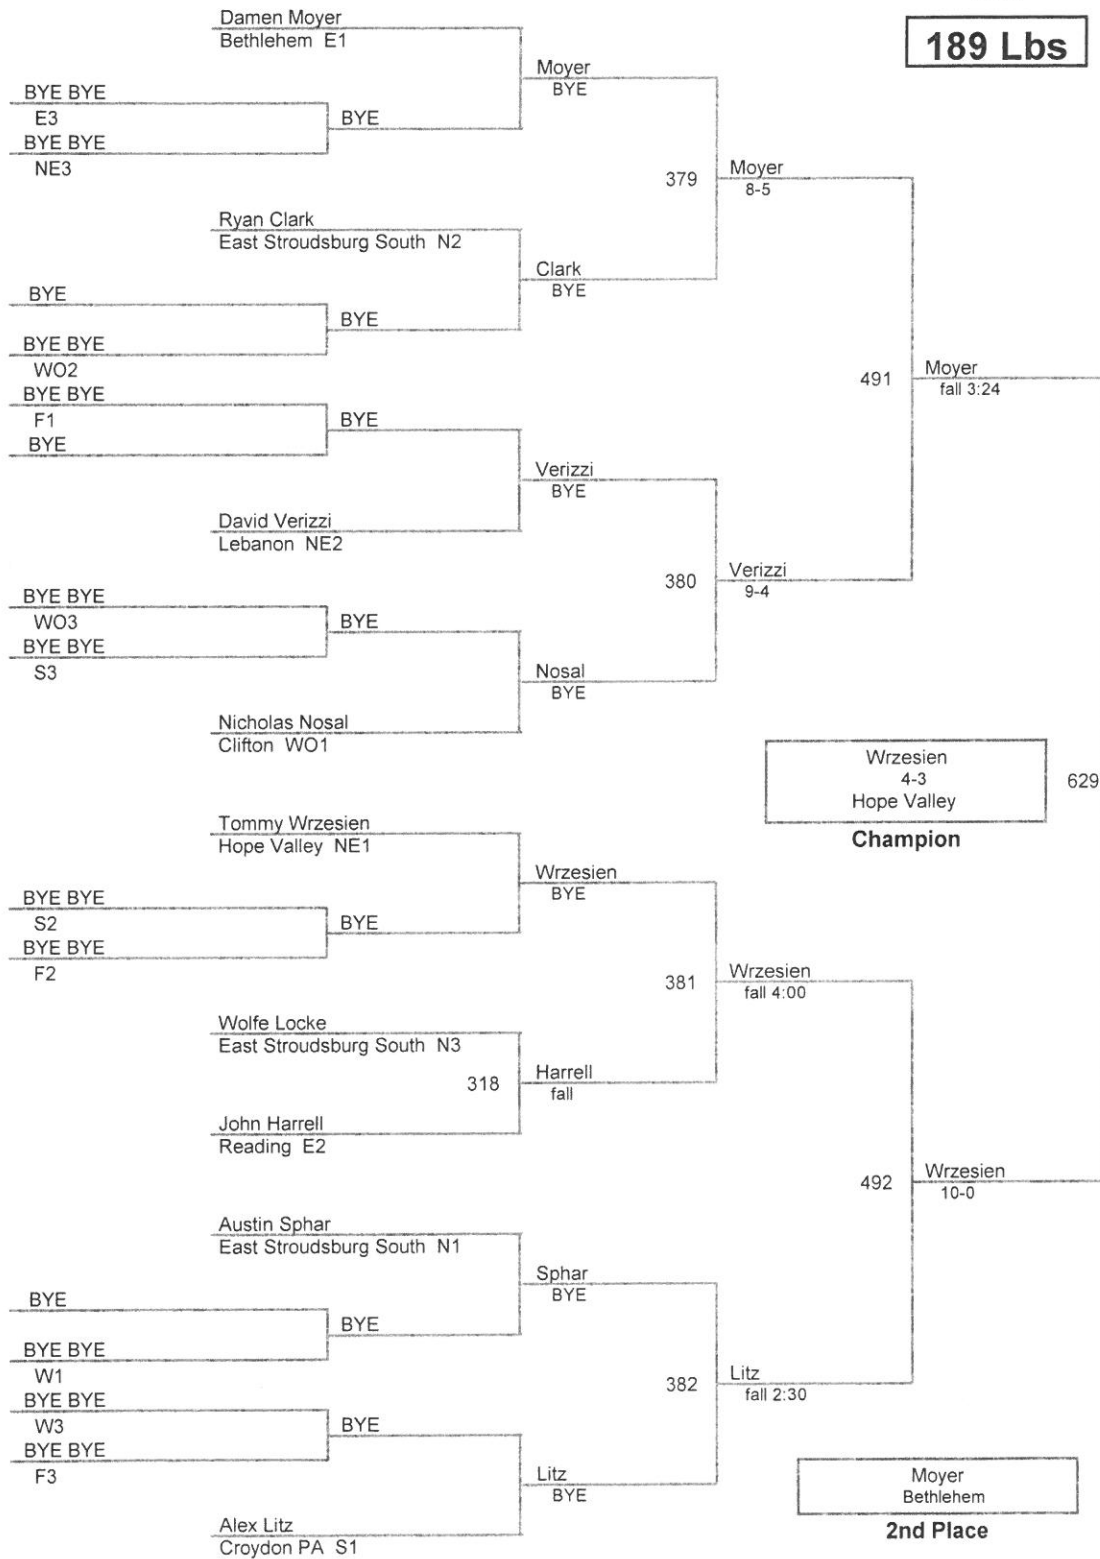 Damen Moyer
Bethlehem E1
189 Lbs
Moyer
BYE
BYE BYE
E3
BYE
BYE BYE
NE3
379
Moyer
8-5
Ryan Clark
East Stroudsburg South N2
Clark
BYE
BYE
BYE
BYE BYE
WO2
491
Moyer
fall 3:24
BYE BYE
F1
BYE
BYE
Verizzi
BYE
David Verizzi
Lebanon NE2
380
Verizzi
9-4
BYE BYE
WO3
BYE
BYE BYE
S3
Nosal
BYE
Nicholas Nosal
Clifton WO1
Wrzesien
4-3
Hope Valley
629
Champion
Tommy Wrzesien
Hope Valley NE1
Wrzesien
BYE
BYE BYE
S2
BYE
BYE BYE
F2
381
Wrzesien
fall 4:00
Wolfe Locke
East Stroudsburg South N3
318
Harrell
fall
John Harrell
Reading E2
492
Wrzesien
10-0
Austin Sphar
East Stroudsburg South N1
Sphar
BYE
BYE
BYE
BYE BYE
W1
382
Litz
fall 2:30
BYE BYE
W3
BYE
BYE BYE
F3
Litz
BYE
Moyer
Bethlehem
2nd Place
Alex Litz
Croydon PA S1